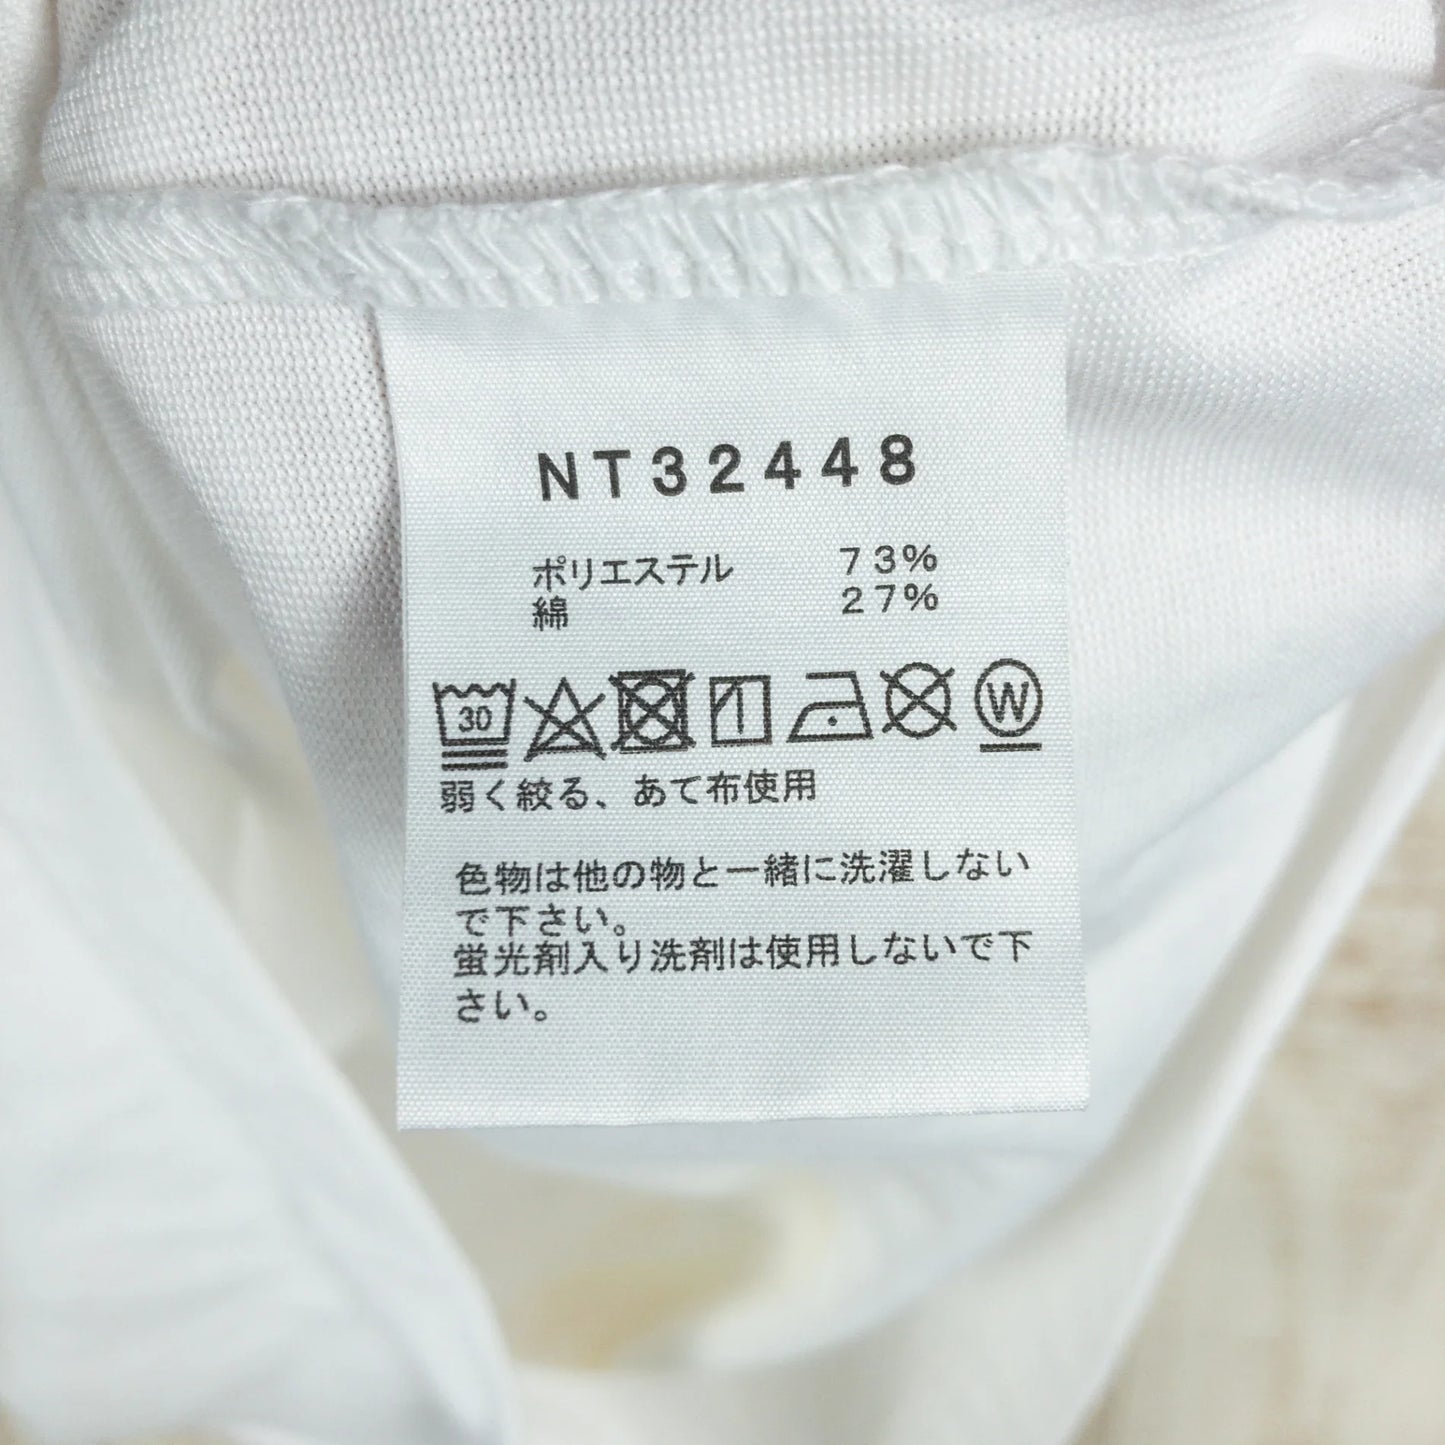 NT32448
ポリエステル 73%
綿 27%
30 W
弱く絞る、あて布使用
色物は他の物と一緒に洗濯しない
で下さい。
蛍光剤入り洗剤は使用しないで下
さい。